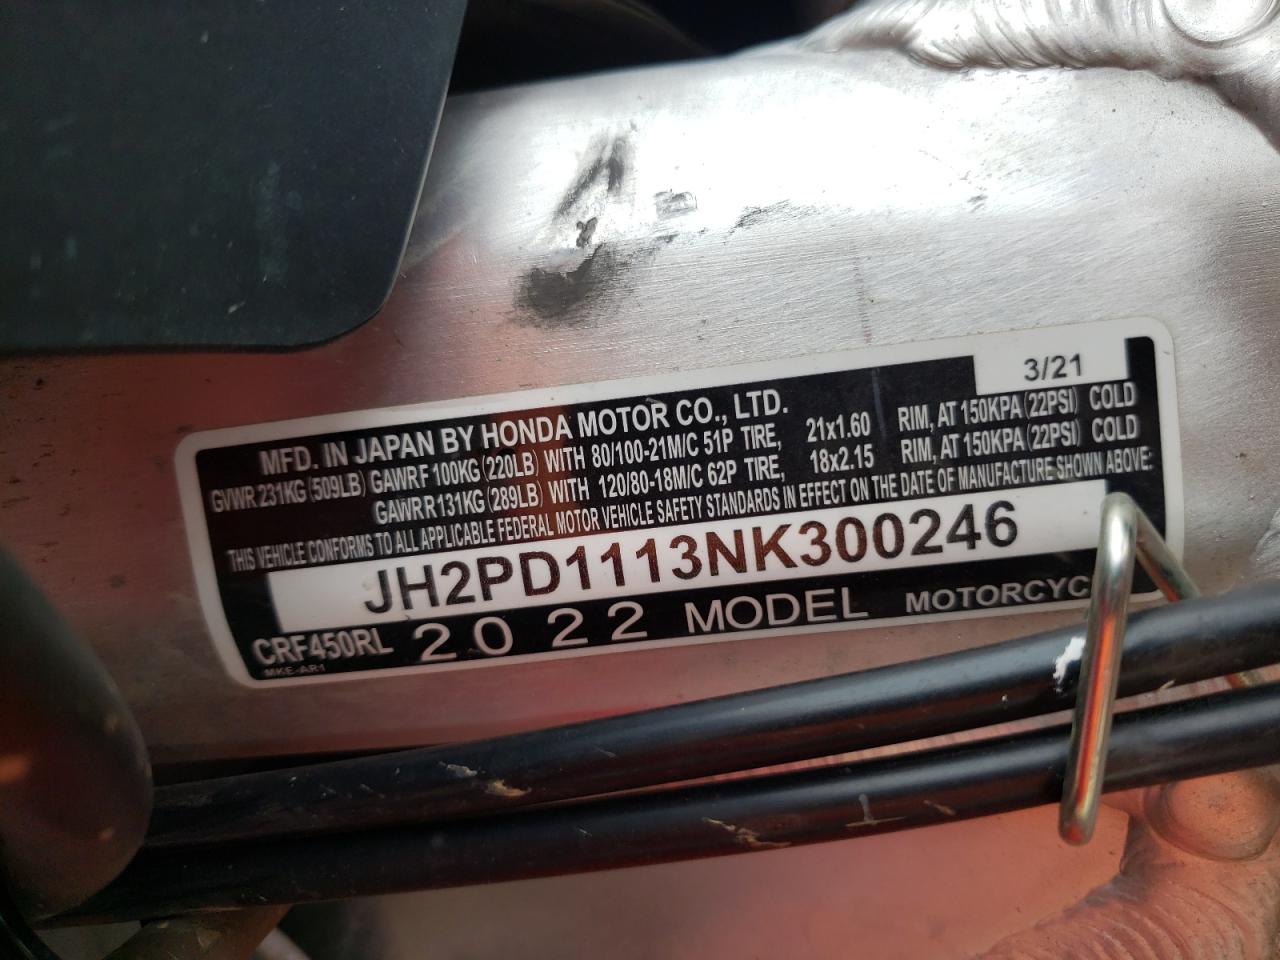 3/21
MFD. IN JAPAN BY HONDA MOTOR CO., LTD.
GVWR 231KG (509LB) GAWR F 100KG (220LB) WITH 80/100-21M/C 51P TIRE, 21x1.60 RIM, AT 150KPA (22PSI) COLD
GAWR R 131KG (289LB) WITH 120/80-18M/C 62P TIRE, 18x2.15 RIM, AT 150KPA (22PSI) COLD
THIS VEHICLE CONFORMS TO ALL APPLICABLE FEDERAL MOTOR VEHICLE SAFETY STANDARDS IN EFFECT ON THE DATE OF MANUFACTURE SHOWN ABOVE.
JH2PD1113NK300246
CRF450RL 2022 MODEL MOTORCYC
MKE-AR1